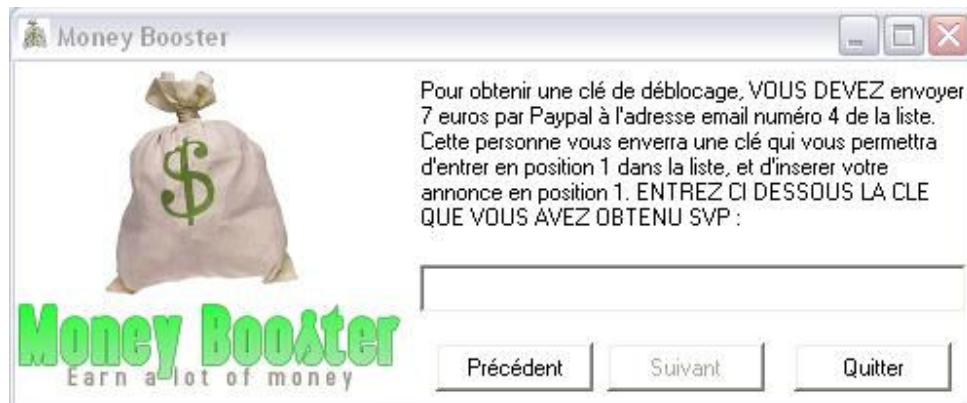 Money Booster
Pour obtenir une clé de déblocage, VOUS DEVEZ envoyer
7 euros par Paypal à l'adresse email numéro 4 de la liste.
Cette personne vous enverra une clé qui vous permettra
d'entrer en position 1 dans la liste, et d'inserer votre
annonce en position 1. ENTREZ CI DESSOUS LA CLE
QUE VOUS AVEZ OBTENU SVP :
$
Money Booster
Earn a lot of money
Précédent
Suivant
Quitter